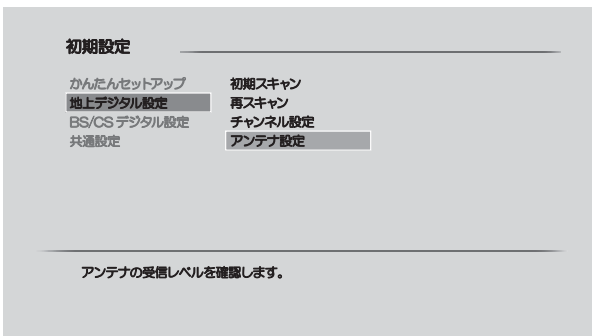 初期設定
かんたんセットアップ
地上デジタル設定
BS/CSデジタル設定
共通設定
初期スキャン
再スキャン
チャンネル設定
アンテナ設定
アンテナの受信レベルを確認します。